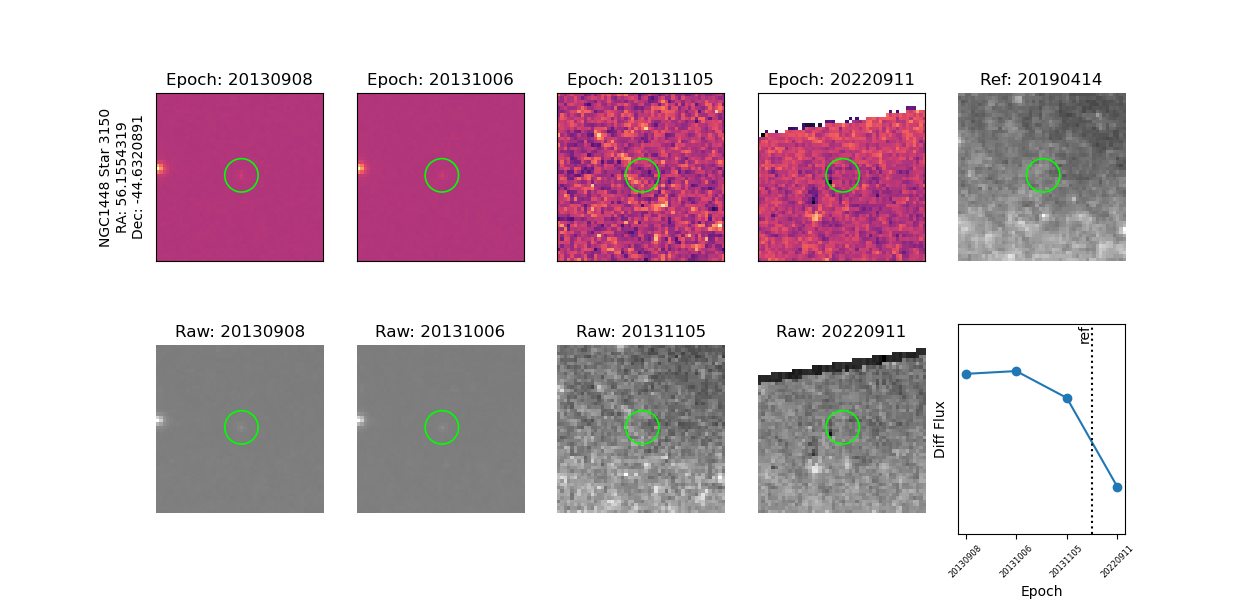 Epoch: 20130908
Epoch: 20131006
Epoch: 20131105
Epoch: 20220911
Ref: 20190414
NGC1448 Star 3150
RA: 56.1554319
Dec: -44.6320891
Raw: 20130908
Raw: 20131006
Raw: 20131105
Raw: 20220911
ref
Diff Flux
20130908
20131006
20131105
20220911
Epoch